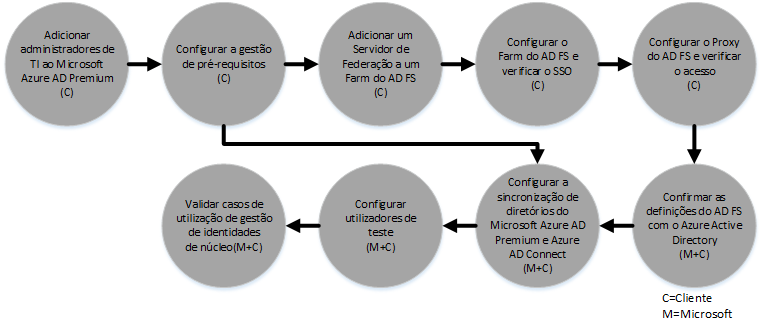 Adicionar
administradores de
TI ao Microsoft
Azure AD Premium
(C)
Configurar a gestão
de pré-requisitos
(C)
Adicionar um
Servidor de
Federação a um
Farm do AD FS
(C)
Configurar o
Farm do AD FS e
verificar o SSO
(C)
Configurar o Proxy
do AD FS e verificar
o acesso
(C)
Confirmar as
definições do AD FS
com o Azure Active
Directory
(M+C)
Configurar a
sincronização de
diretórios do
Microsoft Azure AD
Premium e Azure
AD Connect
(M+C)
Configurar
utilizadores de
teste
(M+C)
Validar casos de
utilização de gestão
de identidades
de núcleo(M+C)
C=Cliente
M=Microsoft